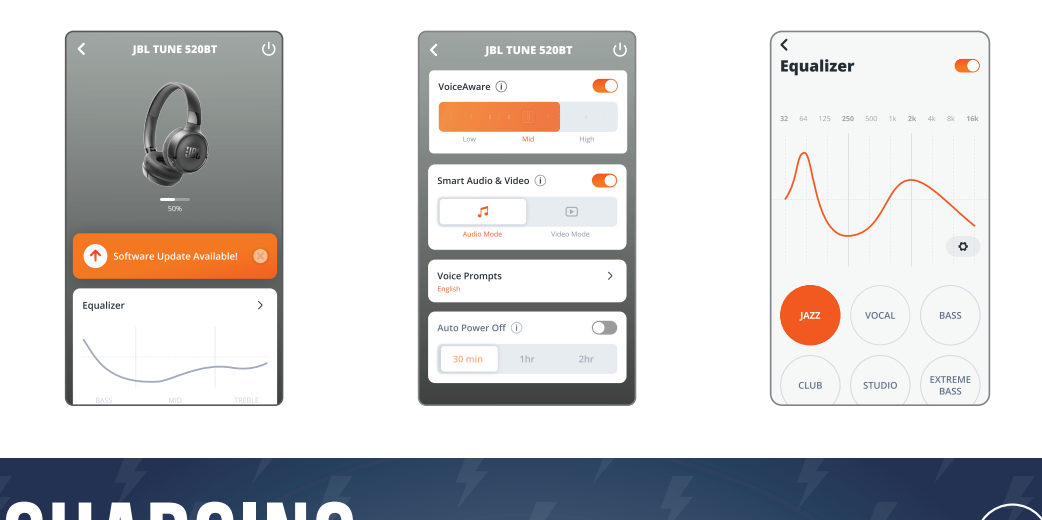 JBL TUNE 520BT
JBL
50%
Software Update Available!
Equalizer
BASS MID TREBLE
JBL TUNE 520BT
VoiceAware
Low Mid High
Smart Audio & Video
Audio Mode Video Mode
Voice Prompts
English
Auto Power Off
30 min 1hr 2hr
Equalizer
32 64 125 250 500 1k 2k 4k 8k 16k
JAZZ VOCAL BASS
CLUB STUDIO EXTREME
BASS
CHARGING